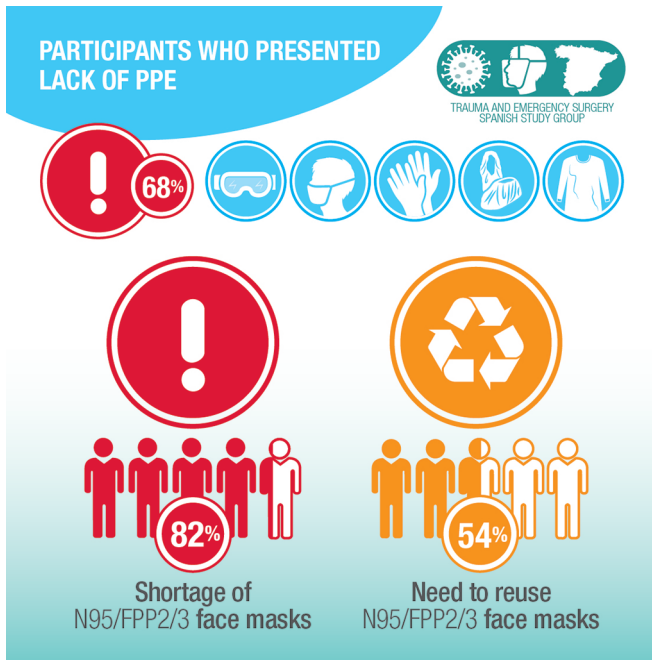 PARTICIPANTS WHO PRESENTED
LACK OF PPE
TRAUMA AND EMERGENCY SURGERY
SPANISH STUDY GROUP
68%
82%
54%
Shortage of
N95/FPP2/3 face masks
Need to reuse
N95/FPP2/3 face masks